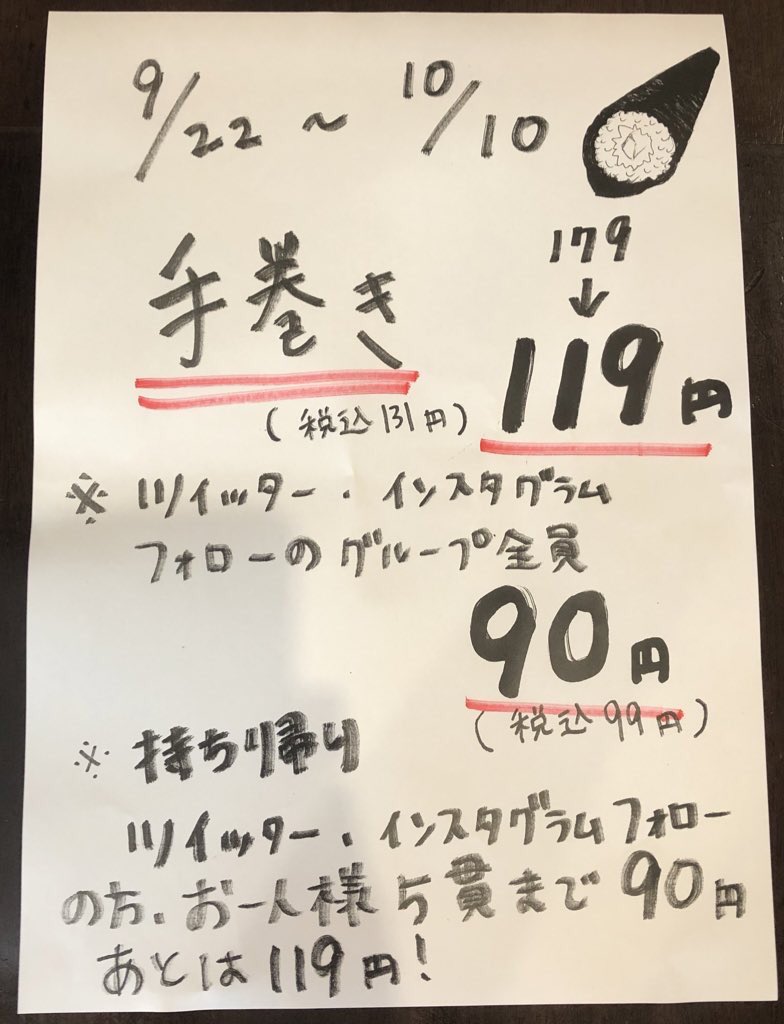 9/22 ~ 10/10
179
↓
手巻き 119円
(税込131円)
※ ツイッター・インスタグラム
フォローのグループ全員
90円
(税込99円)
※ 持ち帰り
ツイッター・インスタグラムフォロー
の方、お一人様5貫まで90円
あとは119円!